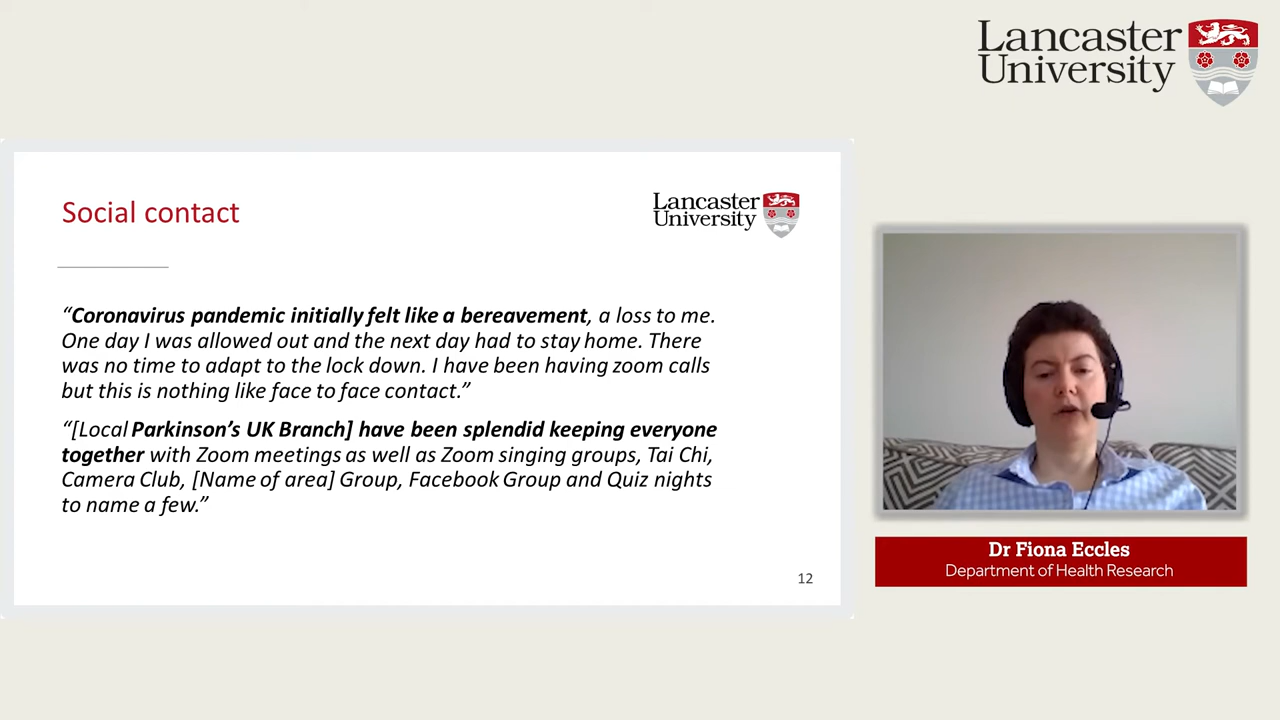 Lancaster
University
Social contact
Lancaster
University
“Coronavirus pandemic initially felt like a bereavement, a loss to me.
One day I was allowed out and the next day had to stay home. There
was no time to adapt to the lock down. I have been having zoom calls
but this is nothing like face to face contact.”
“[Local Parkinson’s UK Branch] have been splendid keeping everyone
together with Zoom meetings as well as Zoom singing groups, Tai Chi,
Camera Club, [Name of area] Group, Facebook Group and Quiz nights
to name a few.”
12
Dr Fiona Eccles
Department of Health Research